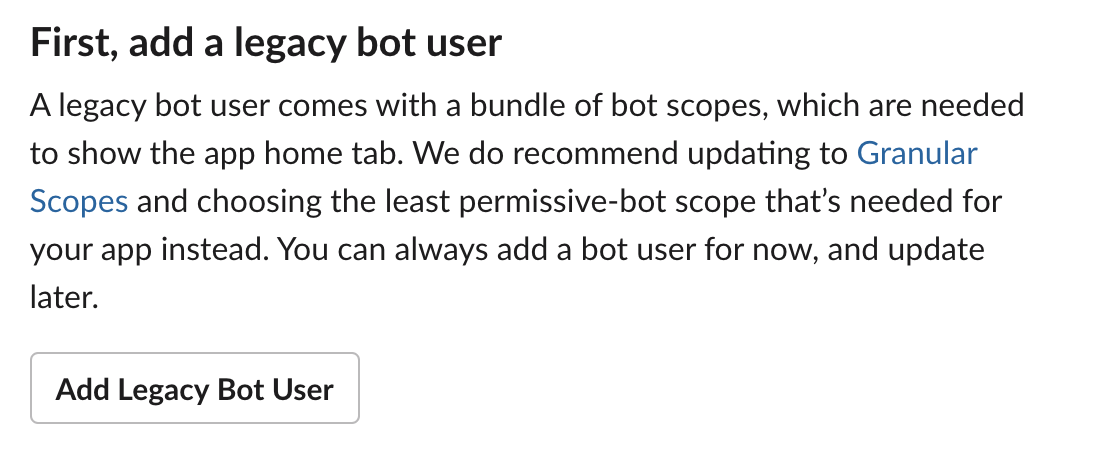 First, add a legacy bot user
A legacy bot user comes with a bundle of bot scopes, which are needed
to show the app home tab. We do recommend updating to Granular
Scopes and choosing the least permissive-bot scope that’s needed for
your app instead. You can always add a bot user for now, and update
later.
Add Legacy Bot User